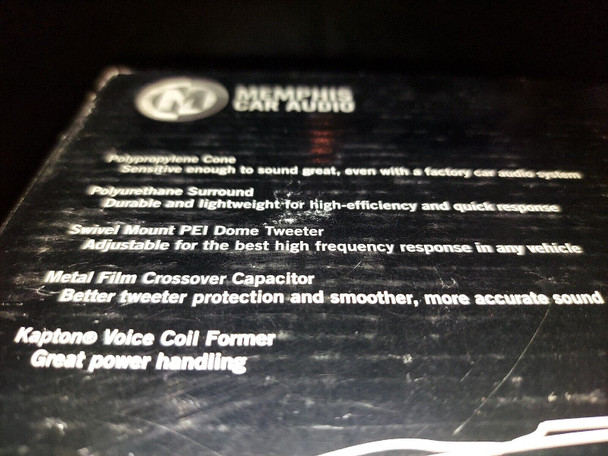 M
MEMPHIS
CAR AUDIO
Polypropylene Cone
Sensitive enough to sound great, even with a factory car audio system
Polyurethane Surround
Durable and lightweight for high-efficiency and quick response
Swivel Mount PEI Dome Tweeter
Adjustable for the best high frequency response in any vehicle
Metal Film Crossover Capacitor
Better tweeter protection and smoother, more accurate sound
Kapton® Voice Coil Former
Great power handling